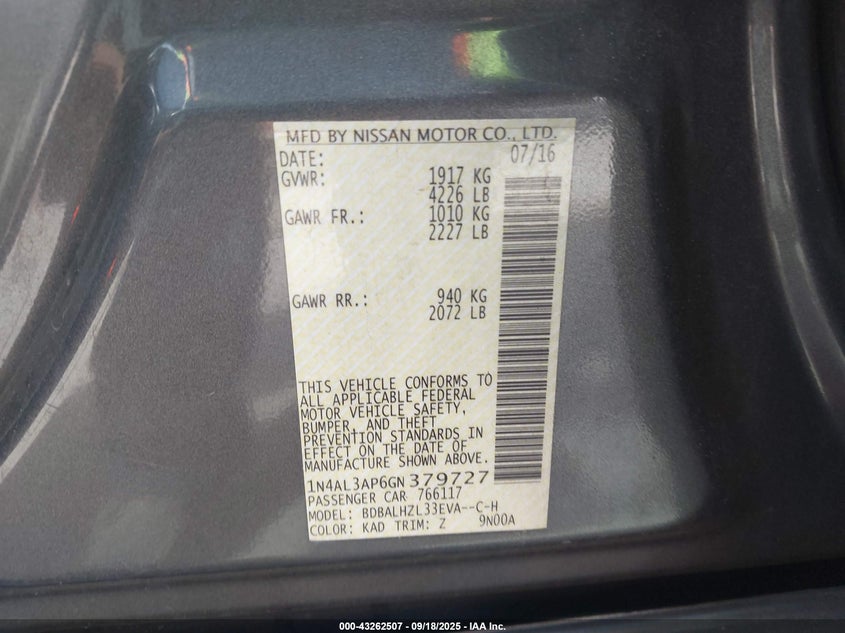 MFD BY NISSAN MOTOR CO., LTD.
DATE: 07/16
GVWR: 1917 KG
4226 LB
GAWR FR.: 1010 KG
2227 LB
GAWR RR.: 940 KG
2072 LB
THIS VEHICLE CONFORMS TO
ALL APPLICABLE FEDERAL
MOTOR VEHICLE SAFETY,
BUMPER, AND THEFT
PREVENTION STANDARDS IN
EFFECT ON THE DATE OF
MANUFACTURE SHOWN ABOVE.
1N4AL3AP6GN379727
PASSENGER CAR 766117
MODEL: BDBALHZL33EVA--C-H
COLOR: KAD TRIM: Z 9N00A
000-43262507 - 09/18/2025 - IAA Inc.